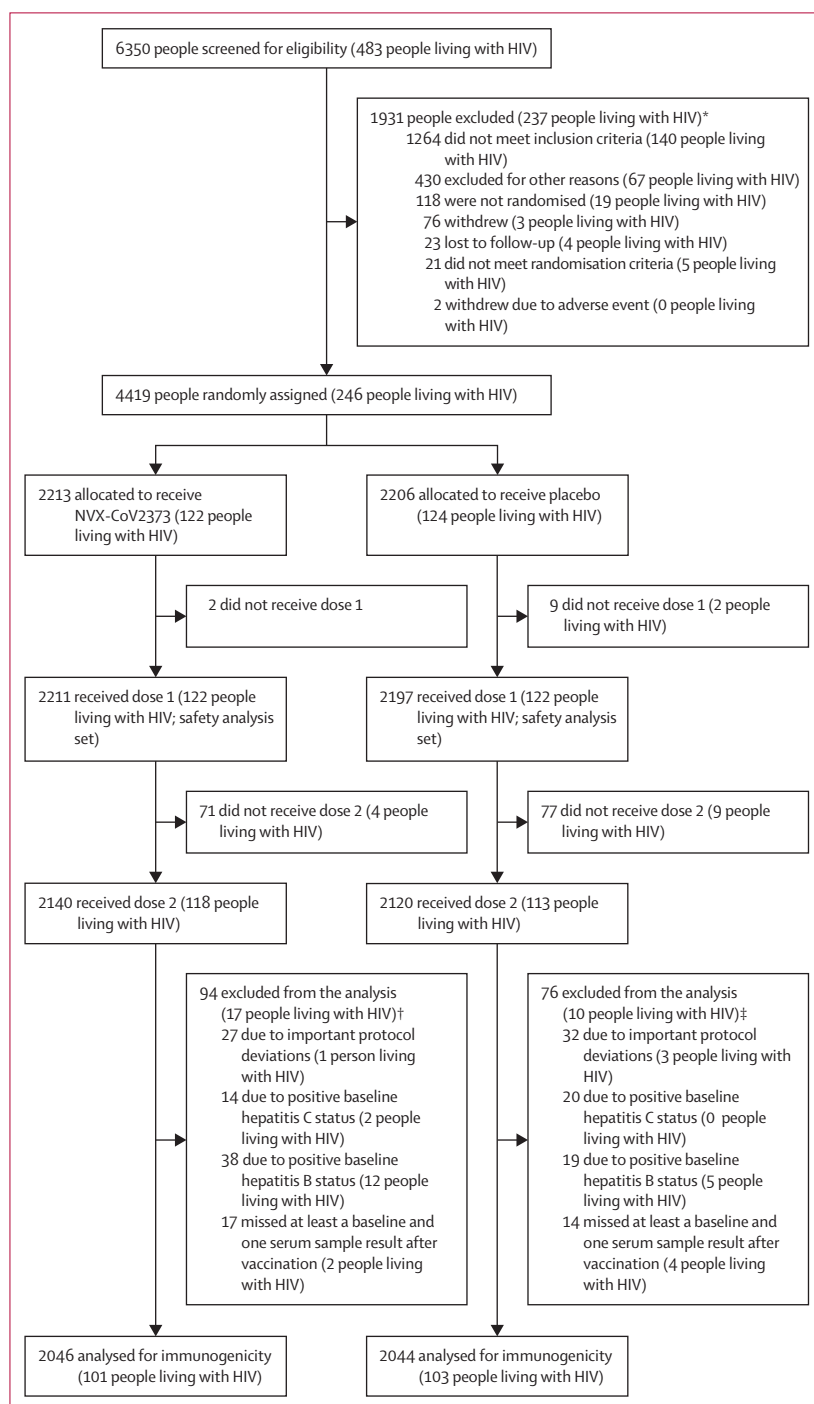 6350 people screened for eligibility (483 people living with HIV)
1931 people excluded (237 people living with HIV)*
1264 did not meet inclusion criteria (140 people living
with HIV)
430 excluded for other reasons (67 people living with HIV)
118 were not randomised (19 people living with HIV)
76 withdrew (3 people living with HIV)
23 lost to follow-up (4 people living with HIV)
21 did not meet randomisation criteria (5 people living
with HIV)
2 withdrew due to adverse event (0 people living
with HIV)
4419 people randomly assigned (246 people living with HIV)
2213 allocated to receive
NVX-CoV2373 (122 people
living with HIV)
2206 allocated to receive placebo
(124 people living with HIV)
2 did not receive dose 1
9 did not receive dose 1 (2 people
living with HIV)
2211 received dose 1 (122 people
living with HIV; safety analysis
set)
2197 received dose 1 (122 people
living with HIV; safety analysis
set)
71 did not receive dose 2 (4 people
living with HIV)
77 did not receive dose 2 (9 people
living with HIV)
2140 received dose 2 (118 people
living with HIV)
2120 received dose 2 (113 people
living with HIV)
94 excluded from the analysis
(17 people living with HIV)†
27 due to important protocol
deviations (1 person living
with HIV)
14 due to positive baseline
hepatitis C status (2 people
living with HIV)
38 due to positive baseline
hepatitis B status (12 people
living with HIV)
17 missed at least a baseline and
one serum sample result after
vaccination (2 people living
with HIV)
76 excluded from the analysis
(10 people living with HIV)‡
32 due to important protocol
deviations (3 people living with
HIV)
20 due to positive baseline
hepatitis C status (0 people
living with HIV)
19 due to positive baseline
hepatitis B status (5 people
living with HIV)
14 missed at least a baseline and
one serum sample result after
vaccination (4 people living
with HIV)
2046 analysed for immunogenicity
(101 people living with HIV)
2044 analysed for immunogenicity
(103 people living with HIV)